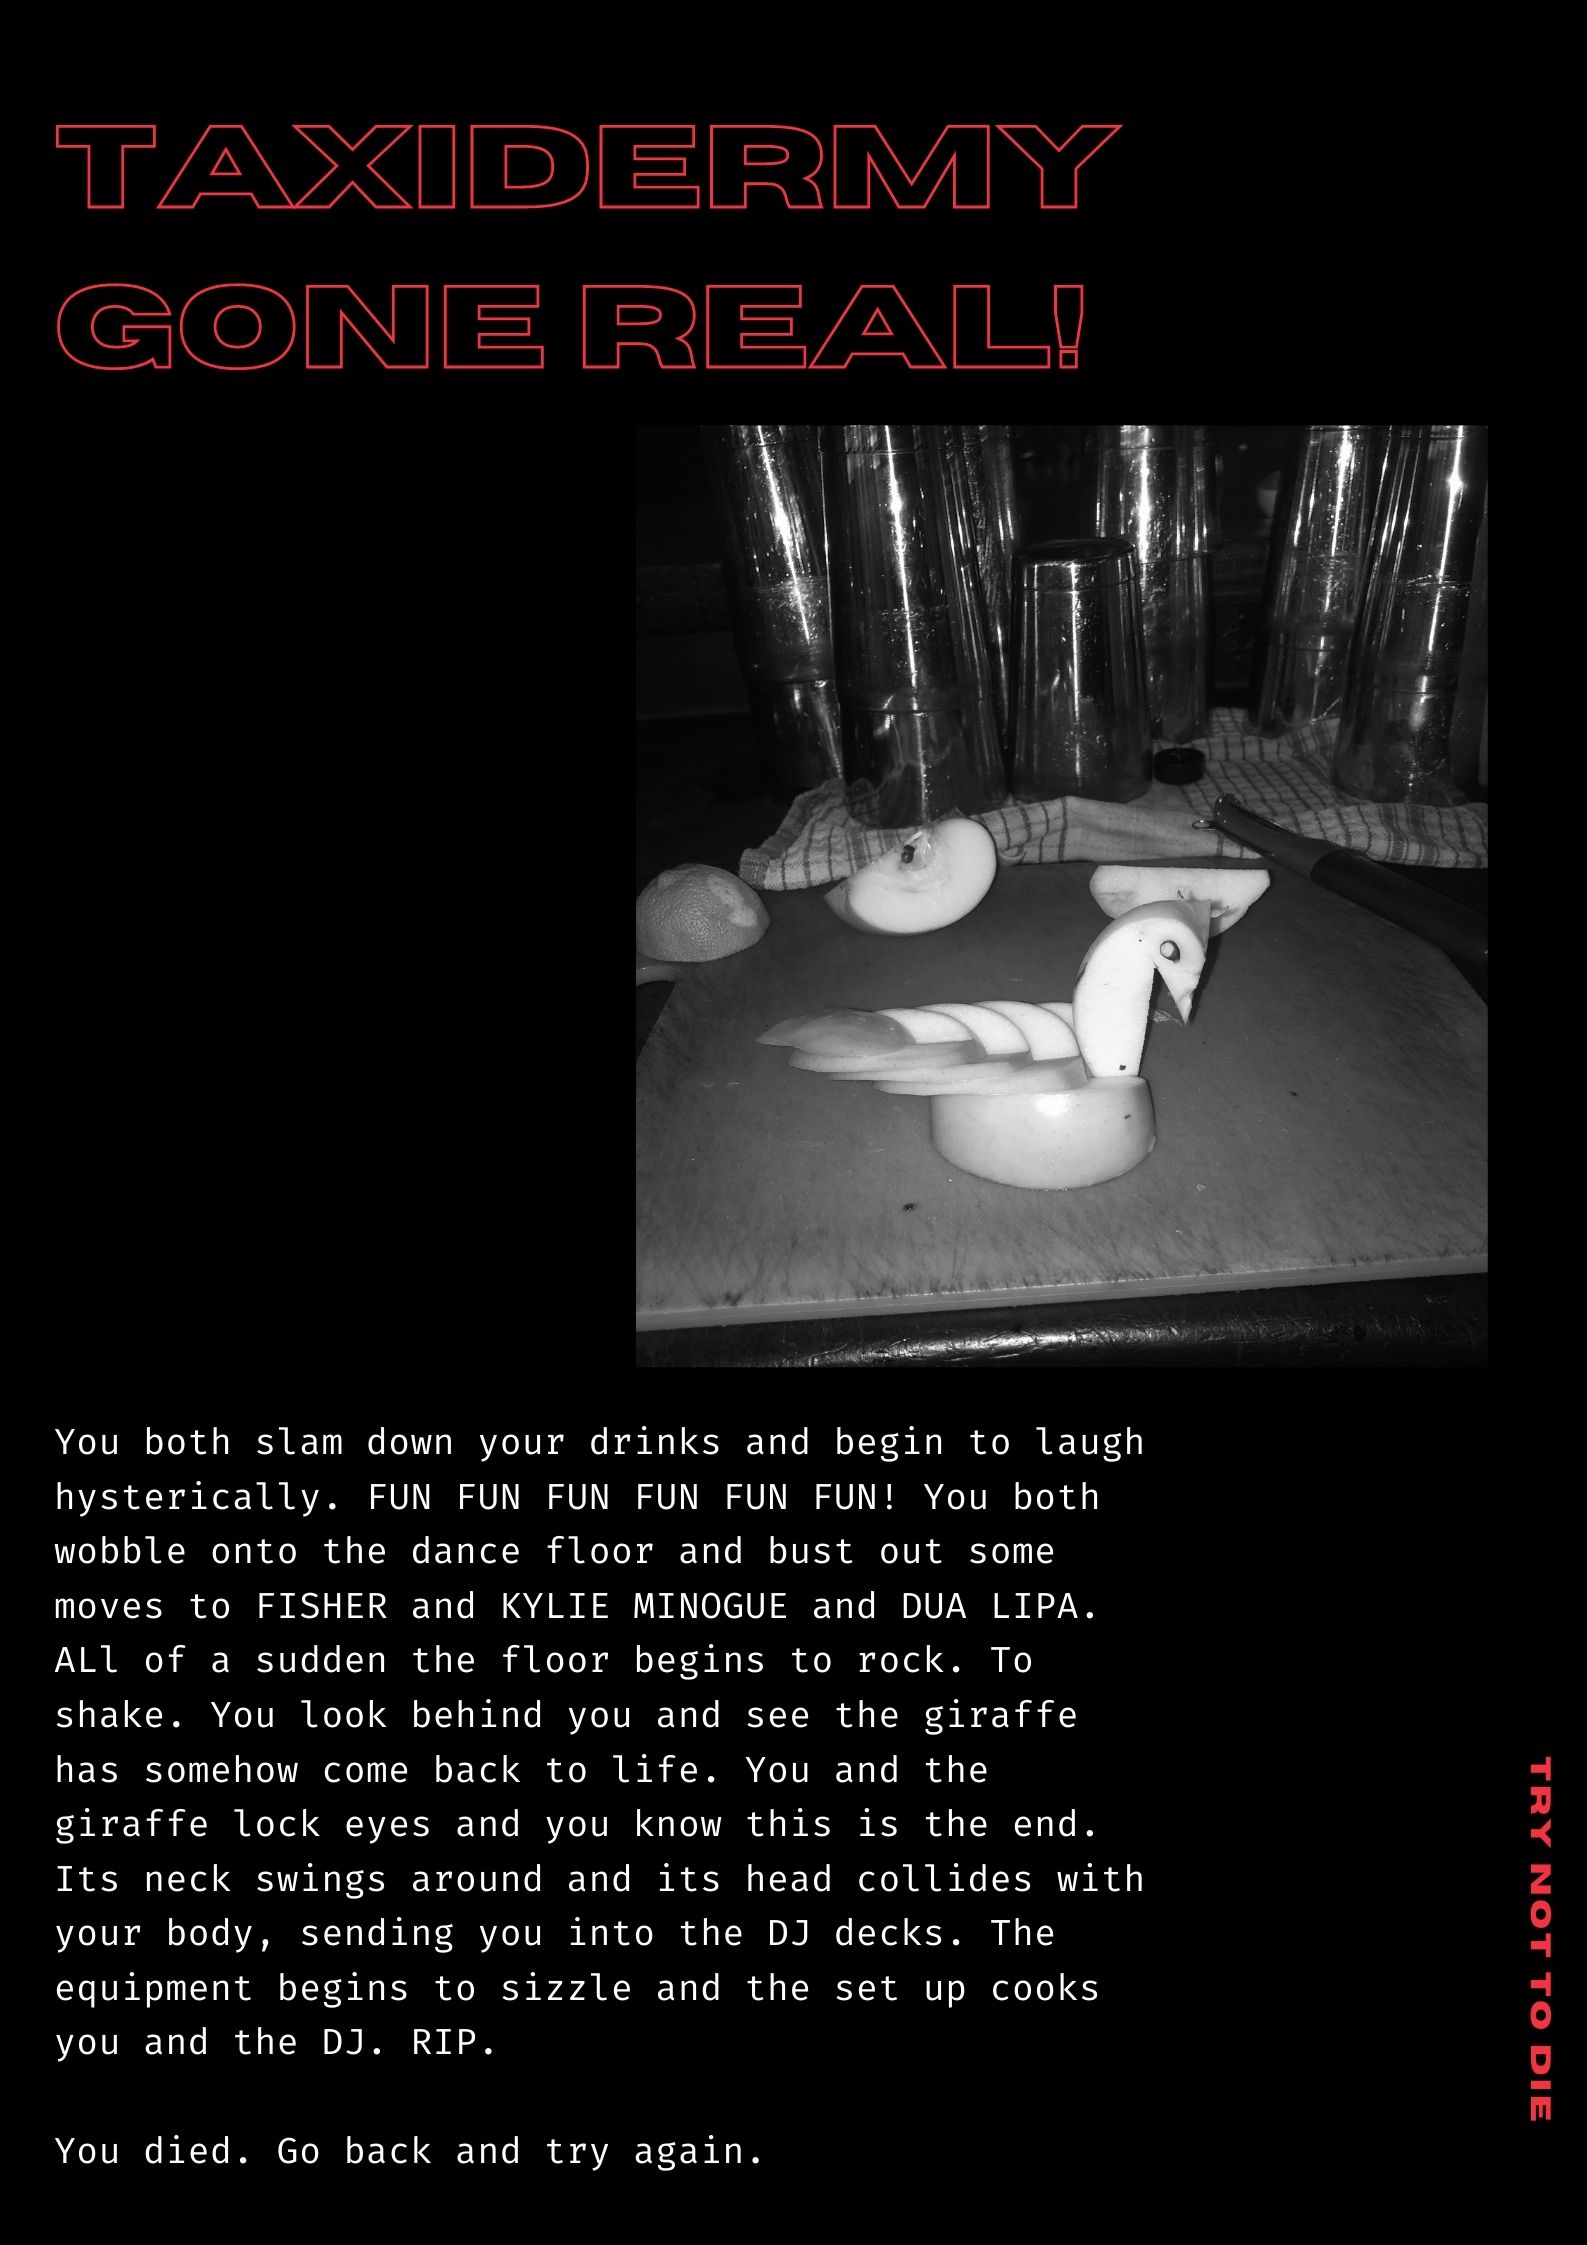 TAXIDERMY
GONE REAL!
You both slam down your drinks and begin to laugh
hysterically. FUN FUN FUN FUN FUN FUN! You both
wobble onto the dance floor and bust out some
moves to FISHER and KYLIE MINOGUE and DUA LIPA.
ALl of a sudden the floor begins to rock. To
shake. You look behind you and see the giraffe
has somehow come back to life. You and the
giraffe lock eyes and you know this is the end.
Its neck swings around and its head collides with
your body, sending you into the DJ decks. The
equipment begins to sizzle and the set up cooks
you and the DJ. RIP.
You died. Go back and try again.
TRY NOT TO DIE